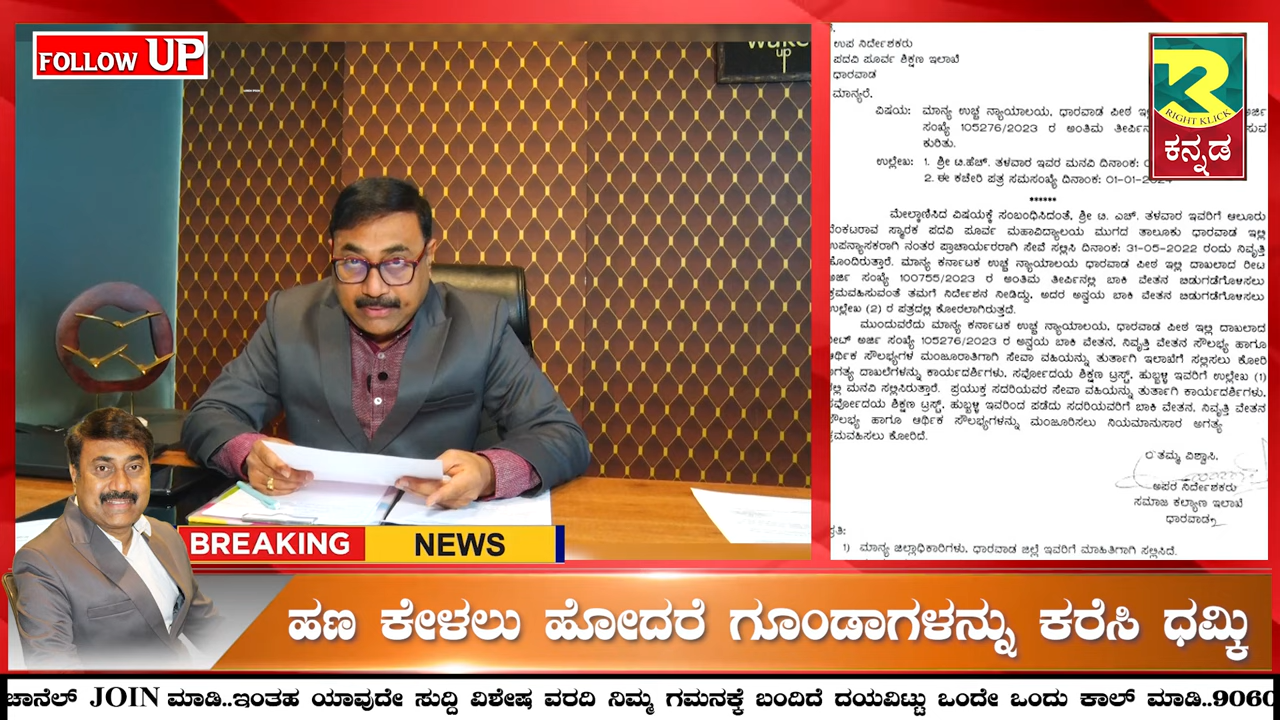 FOLLOW UP
Wake
up
ಉಪ ನಿರ್ದೇಶಕರು
ಪದವಿ ಪೂರ್ವ ಶಿಕ್ಷಣ ಇಲಾಖೆ
ಧಾರವಾಡ
ಮಾನ್ಯರೆ.
ವಿಷಯ: ಮಾನ್ಯ ಉಚ್ಚ ನ್ಯಾಯಾಲಯ, ಧಾರವಾಡ ಪೀಠ
ಸಂಖ್ಯೆ 105276/2023 ರ ಅಂತಿಮ
ಕುರಿತು.
ಉಲ್ಲೇಖ: 1. ಶ್ರೀ ಟಿ.ಹೆಚ್. ತಳವಾರ ಇವರ ಮನವಿ ದಿನಾಂಕ:
2. ಈ ಕಚೇರಿ ಪತ್ರ ಸಮಸಂಖ್ಯೆ ದಿನಾಂಕ: 01-01-2024
******
ಮೇಲ್ಕಾಣಿಸಿದ ವಿಷಯಕ್ಕೆ ಸಂಬಂಧಿಸಿದಂತೆ, ಶ್ರೀ ಟಿ. ಎಚ್. ತಳವಾರ ಇವರಿಗೆ ಆಲೂರು
ವೆಂಕಟರಾವ ಸ್ಮಾರಕ ಪದವಿ ಪೂರ್ವ ಮಹಾವಿದ್ಯಾಲಯ ಮುಗದ ತಾಲೂಕು ಧಾರವಾಡ ಇಲ್ಲಿ
ಉಪನ್ಯಾಸಕರಾಗಿ ನಂತರ ಪ್ರಾಚಾರ್ಯರರಾಗಿ ಸೇವೆ ಸಲ್ಲಿಸಿ ದಿನಾಂಕ: 31-05-2022 ರಂದು ನಿವೃತ್ತಿ
ಹೊಂದಿರುತ್ತಾರೆ. ಮಾನ್ಯ ಕರ್ನಾಟಕ ಉಚ್ಚ ನ್ಯಾಯಾಲಯ ಧಾರವಾಡ ಪೀಠ ಇಲ್ಲಿ ದಾಖಲಾದ ರೀಟ
ಅರ್ಜಿ ಸಂಖ್ಯೆ 100755/2023 ರ ಅಂತಿಮ ತೀರ್ಪಿನಲ್ಲಿ ಬಾಕಿ ವೇತನ ಬಿಡುಗಡೆಗೊಳಿಸಲು
ಕ್ರಮವಹಿಸುವಂತೆ ತಮಗೆ ನಿರ್ದೇಶನ ನೀಡಿದ್ದು, ಅದರ ಅನ್ವಯ ಬಾಕಿ ವೇತನ ಬಿಡುಗಡೆಗೊಳಿಸಲು
ಉಲ್ಲೇಖ (2) ರ ಪತ್ರದಲ್ಲಿ ಕೋರಲಾಗಿರುತ್ತದೆ.
ಮುಂದುವರೆದು ಮಾನ್ಯ ಕರ್ನಾಟಕ ಉಚ್ಚ ನ್ಯಾಯಾಲಯ, ಧಾರವಾಡ ಪೀಠ ಇಲ್ಲಿ ದಾಖಲಾದ
ರೀಟ್ ಅರ್ಜಿ ಸಂಖ್ಯೆ 105276/2023 ರ ಅನ್ವಯ ಬಾಕಿ ವೇತನ, ನಿವೃತ್ತಿ ವೇತನ ಸೌಲಭ್ಯ ಹಾಗೂ
ಆರ್ಥಿಕ ಸೌಲಭ್ಯಗಳ ಮಂಜೂರಾತಿಗಾಗಿ ಸೇವಾ ವಹಿಯನ್ನು ತುರ್ತಾಗಿ ಇಲಾಖೆಗೆ ಸಲ್ಲಿಸಲು ಕೋರಿ
ಅಗತ್ಯ ದಾಖಲೆಗಳನ್ನು ಕಾರ್ಯದರ್ಶಿಗಳು, ಸರ್ವೋದಯ ಶಿಕ್ಷಣ ಟ್ರಸ್ಟ್, ಹುಬ್ಬಳ್ಳಿ ಇವರಿಗೆ ಉಲ್ಲೇಖ (1)
ರಲ್ಲಿ ಮನವಿ ಸಲ್ಲಿಸಿರುತ್ತಾರೆ. ಪ್ರಯುಕ್ತ ಸದರಿಯವರ ಸೇವಾ ವಹಿಯನ್ನು ತುರ್ತಾಗಿ ಕಾರ್ಯದರ್ಶಿಗಳು,
ಸರ್ವೋದಯ ಶಿಕ್ಷಣ ಟ್ರಸ್ಟ್, ಹುಬ್ಬಳ್ಳಿ ಇವರಿಂದ ಪಡೆದು ಸದರಿಯವರಿಗೆ ಬಾಕಿ ವೇತನ, ನಿವೃತ್ತಿ ವೇತನ
ಸೌಲಭ್ಯ ಹಾಗೂ ಆರ್ಥಿಕ ಸೌಲಭ್ಯಗಳನ್ನು ಮಂಜೂರಿಸಲು ನಿಯಮಾನುಸಾರ ಅಗತ್ಯ
ಕ್ರಮವಹಿಸಲು ಕೋರಿದೆ.
ತಮ್ಮ ವಿಶ್ವಾಸಿ,
ಅಪರ ನಿರ್ದೇಶಕರು
ಸಮಾಜ ಕಲ್ಯಾಣ ಇಲಾಖೆ
ಧಾರವಾಡ
ಪ್ರತಿ:
1) ಮಾನ್ಯ ಜಿಲ್ಲಾಧಿಕಾರಿಗಳು, ಧಾರವಾಡ ಜಿಲ್ಲೆ ಇವರಿಗೆ ಮಾಹಿತಿಗಾಗಿ ಸಲ್ಲಿಸಿದೆ.
RIGHT KLICK
ಕನ್ನಡ
BREAKING NEWS
ಹಣ ಕೇಳಲು ಹೋದರೆ ಗೂಂಡಾಗಳನ್ನು ಕರೆಸಿ ಧಮ್ಕಿ
ಚಾನೆಲ್ JOIN ಮಾಡಿ..ಇಂತಹ ಯಾವುದೇ ಸುದ್ದಿ ವಿಶೇಷ ವರದಿ ನಿಮ್ಮ ಗಮನಕ್ಕೆ ಬಂದಿದೆ ದಯವಿಟ್ಟು ಒಂದೇ ಒಂದು ಕಾಲ್ ಮಾಡಿ..9060